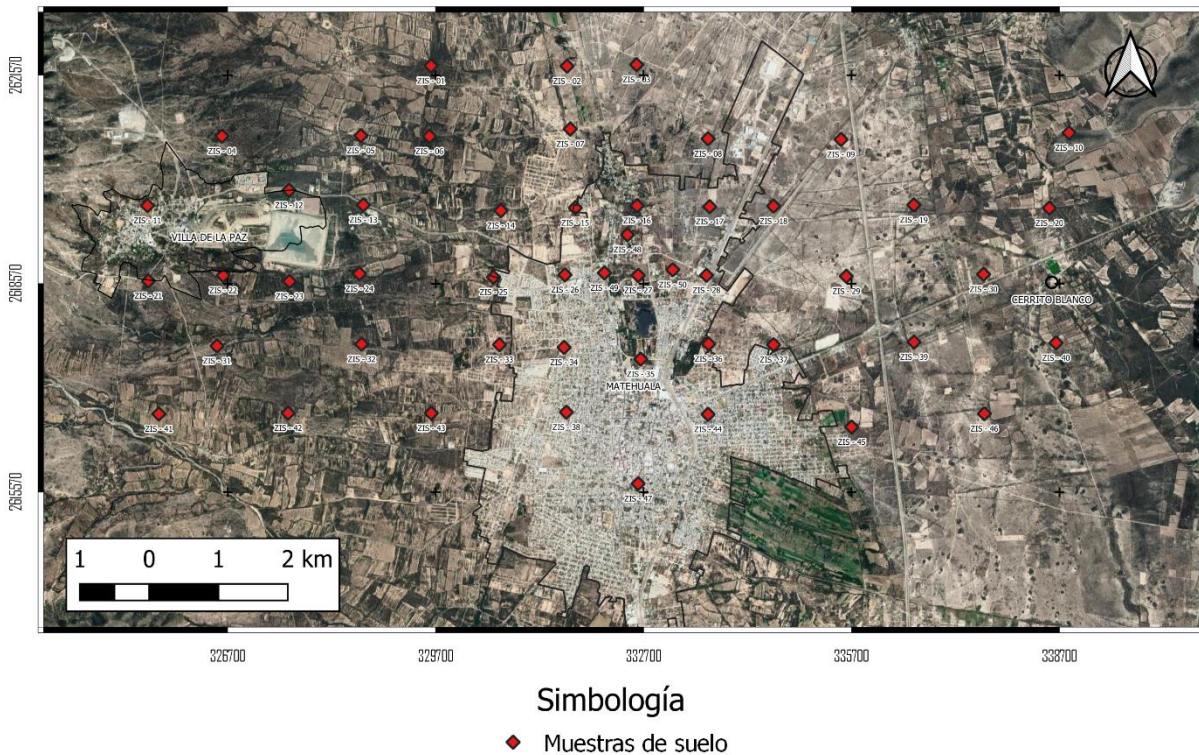 ZIS - 01
ZIS - 02
ZIS - 03
2621570
ZIS - 04
ZIS - 05
ZIS - 06
ZIS - 07
ZIS - 08
ZIS - 09
ZIS - 10
ZIS - 11
ZIS - 12
ZIS - 13
ZIS - 14
ZIS - 15
ZIS - 16
ZIS - 17
ZIS - 18
ZIS - 19
ZIS - 20
VILLA DE LA PAZ
ZIS - 48
2618570
ZIS - 21
ZIS - 22
ZIS - 23
ZIS - 24
ZIS - 25
ZIS - 26
ZIS - 49
ZIS - 27
ZIS - 50
ZIS - 28
ZIS - 29
ZIS - 30
CERRITO BLANCO
ZIS - 31
ZIS - 32
ZIS - 33
ZIS - 34
ZIS - 35
ZIS - 36
ZIS - 37
ZIS - 39
ZIS - 40
MATEHUALA
ZIS - 41
ZIS - 42
ZIS - 43
ZIS - 38
ZIS - 44
ZIS - 45
ZIS - 46
2615570
ZIS - 47
1 0 1 2 km
326700 329700 332700 335700 338700
Simbología
Muestras de suelo